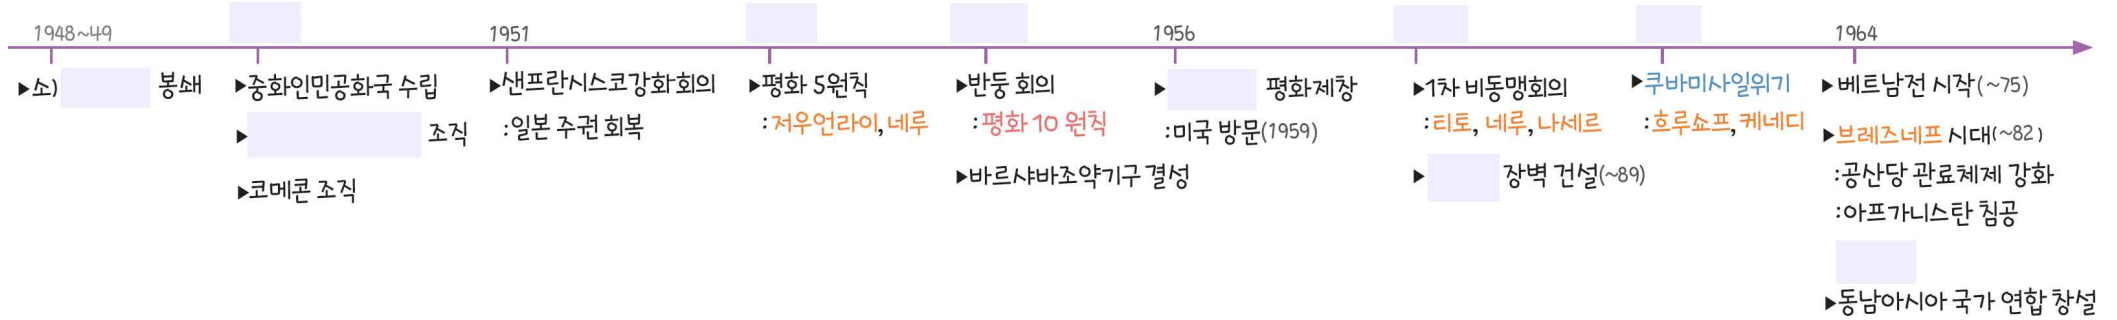 1948~49
▶소) 봉쇄
▶중화인민공화국 수립
▶ 조직
▶코메콘 조직
1951
▶샌프란시스코강화회의
:일본 주권 회복
▶평화 5원칙
:저우언라이, 네루
▶반둥 회의
:평화 10 원칙
▶바르샤바조약기구 결성
1956
▶ 평화제창
:미국 방문(1959)
▶1차 비동맹회의
:티토, 네루, 나세르
▶ 장벽 건설(~89)
▶쿠바미사일위기
:흐루쇼프, 케네디
1964
▶베트남전 시작(~75)
▶브레즈네프 시대(~82)
:공산당 관료체제 강화
:아프가니스탄 침공
▶동남아시아 국가 연합 창설